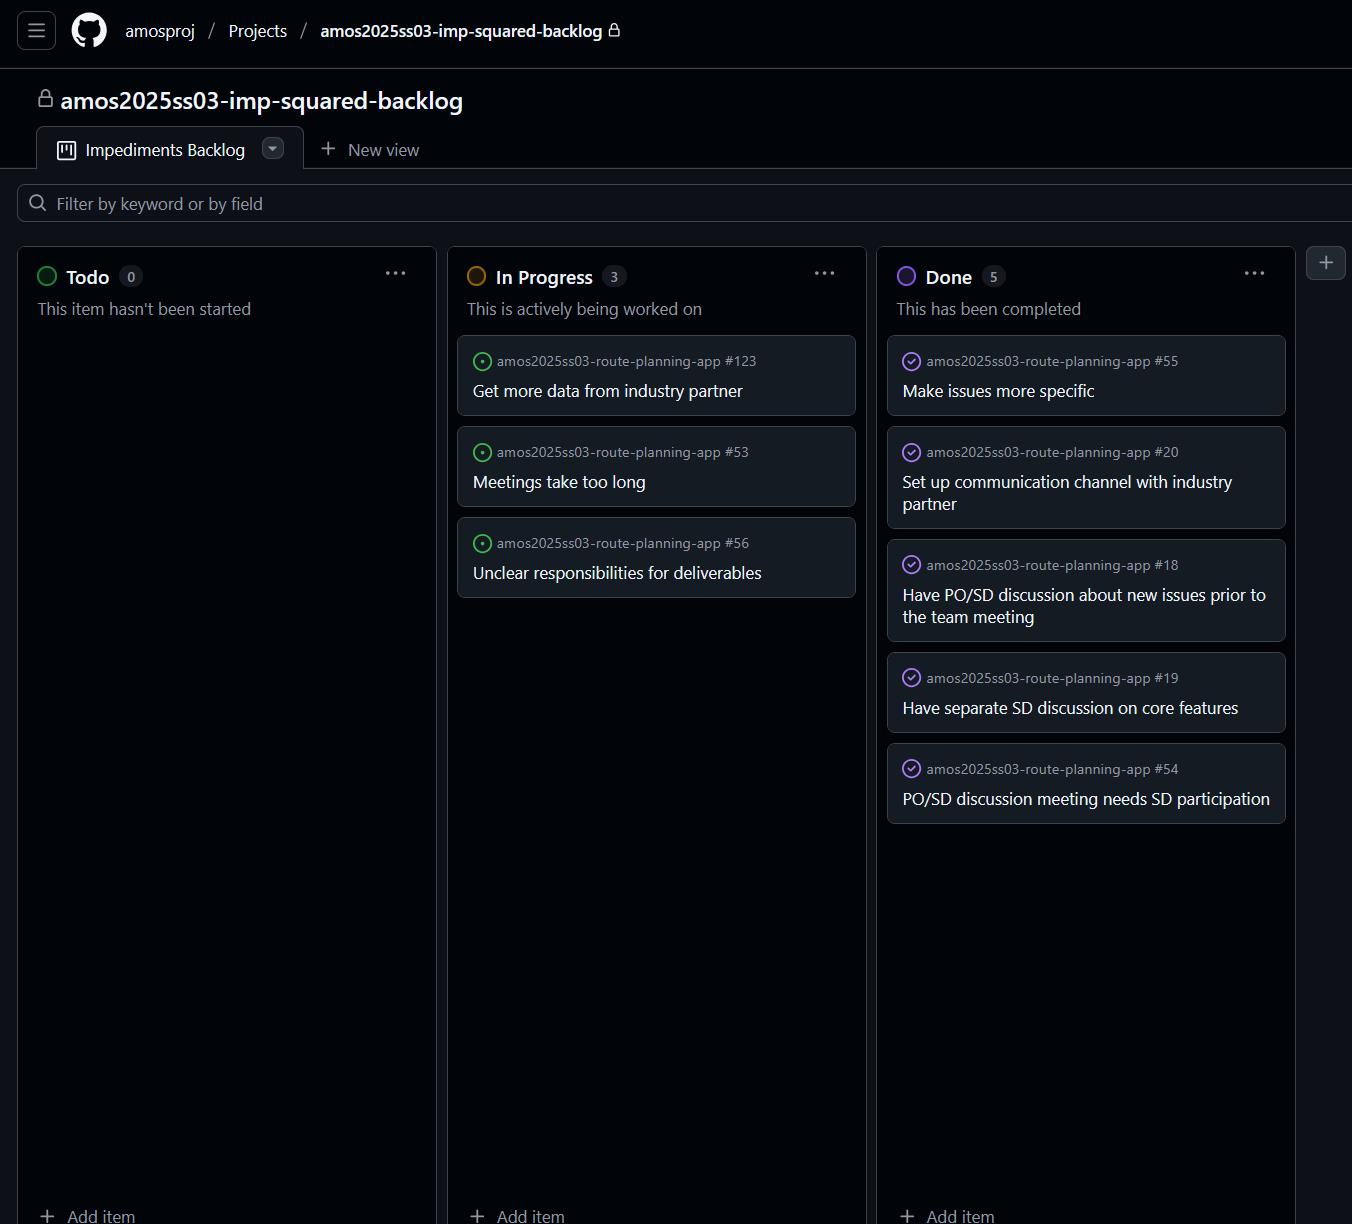 amosproj / Projects / amos2025ss03-imp-squared-backlog
amos2025ss03-imp-squared-backlog
Impediments Backlog
New view
Filter by keyword or by field
Todo 0
This item hasn't been started
Add item
In Progress 3
This is actively being worked on
amos2025ss03-route-planning-app #123
Get more data from industry partner
amos2025ss03-route-planning-app #53
Meetings take too long
amos2025ss03-route-planning-app #56
Unclear responsibilities for deliverables
Add item
Done 5
This has been completed
amos2025ss03-route-planning-app #55
Make issues more specific
amos2025ss03-route-planning-app #20
Set up communication channel with industry
partner
amos2025ss03-route-planning-app #18
Have PO/SD discussion about new issues prior to
the team meeting
amos2025ss03-route-planning-app #19
Have separate SD discussion on core features
amos2025ss03-route-planning-app #54
PO/SD discussion meeting needs SD participation
Add item